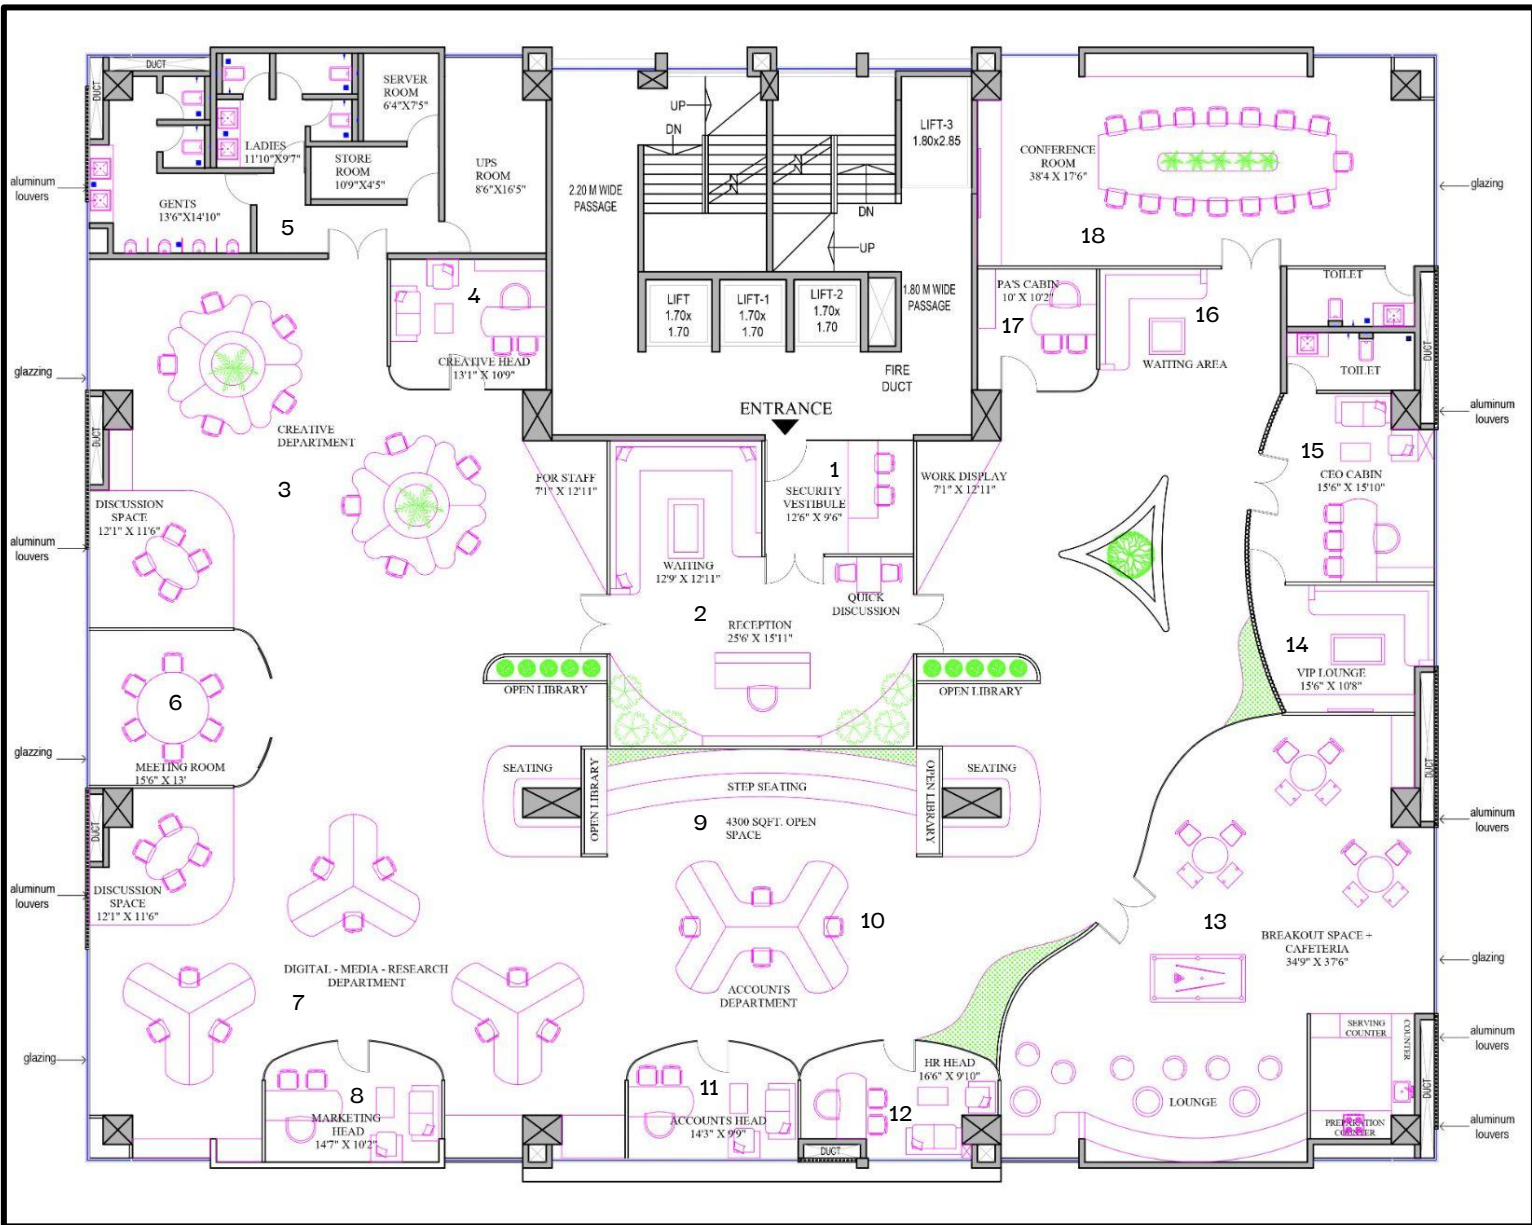 DUCT
DUCT
SERVER
ROOM
6'4"X7'5"
LADIES
11'10"X9'7"
STORE
ROOM
10'9"X4'5"
UPS
ROOM
8'6"X16'5"
GENTS
13'6"X14'10"
5
aluminum
louvers
2.20 M WIDE
PASSAGE
UP
DN
DN
UP
LIFT-3
1.80x2.85
LIFT
1.70x
1.70
LIFT-1
1.70x
1.70
LIFT-2
1.70x
1.70
1.80 M WIDE
PASSAGE
FIRE
DUCT
ENTRANCE
CONFERENCE
ROOM
38'4 X 17'6"
18
glazing
4
CREATIVE HEAD
13'1" X 10'9"
PA'S CABIN
10' X 10'2"
17
16
WAITING AREA
TOILET
TOILET
DUCT
aluminum
louvers
glazzing
CREATIVE
DEPARTMENT
3
DUCT
DISCUSSION
SPACE
12'1" X 11'6"
aluminum
louvers
FOR STAFF
7'1" X 12'11"
1
SECURITY
VESTIBULE
12'6" X 9'6"
WORK DISPLAY
7'1" X 12'11"
15
CEO CABIN
15'6" X 15'10"
WAITING
12'9' X 12'11"
2
QUICK
DISCUSSION
RECEPTION
25'6' X 15'11"
14
VIP LOUNGE
15'6" X 10'8"
OPEN LIBRARY
OPEN LIBRARY
6
MEETING ROOM
15'6" X 13'
glazzing
SEATING
OPEN LIBRARY
STEP SEATING
OPEN LIBRARY
SEATING
9
4300 SQFT. OPEN
SPACE
DUCT
aluminum
louvers
DUCT
DISCUSSION
SPACE
12'1" X 11'6"
aluminum
louvers
10
ACCOUNTS
DEPARTMENT
13
BREAKOUT SPACE +
CAFETERIA
34'9" X 37'6"
glazing
DIGITAL - MEDIA - RESEARCH
DEPARTMENT
7
glazing
8
MARKETING
HEAD
14'7" X 10'2"
11
ACCOUNTS HEAD
14'3" X 9'9"
HR HEAD
16'6" X 9'10"
12
DUCT
LOUNGE
SERVING
COUNTER
COUNTER
PREPRATION
COUNTER
DUCT
aluminum
louvers
aluminum
louvers